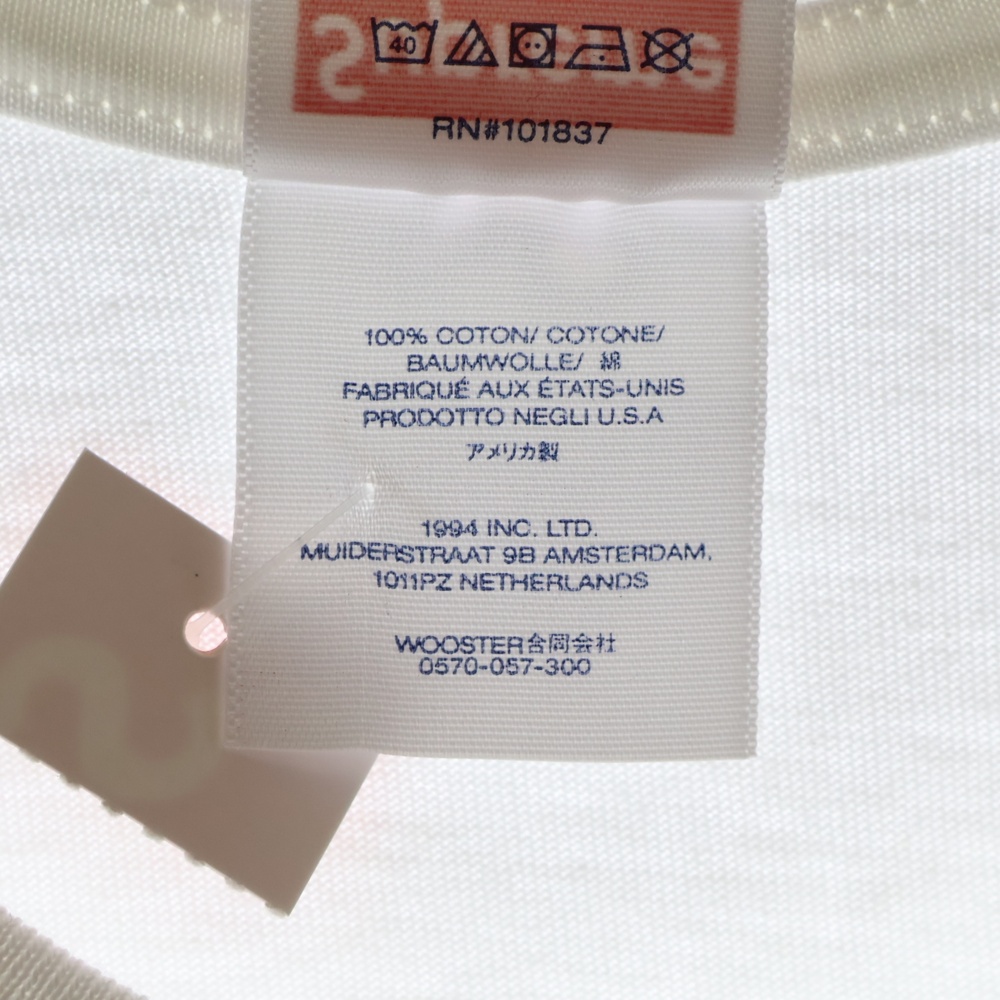 Supreme
40
RN#101837
100% COTON/ COTONE/
BAUMWOLLE/ 綿
FABRIQUÉ AUX ÉTATS-UNIS
PRODOTTO NEGLI U.S.A
アメリカ製
1994 INC. LTD.
MUIDERSTRAAT 9B AMSTERDAM,
1011PZ NETHERLANDS
WOOSTER合同会社
0570-057-300